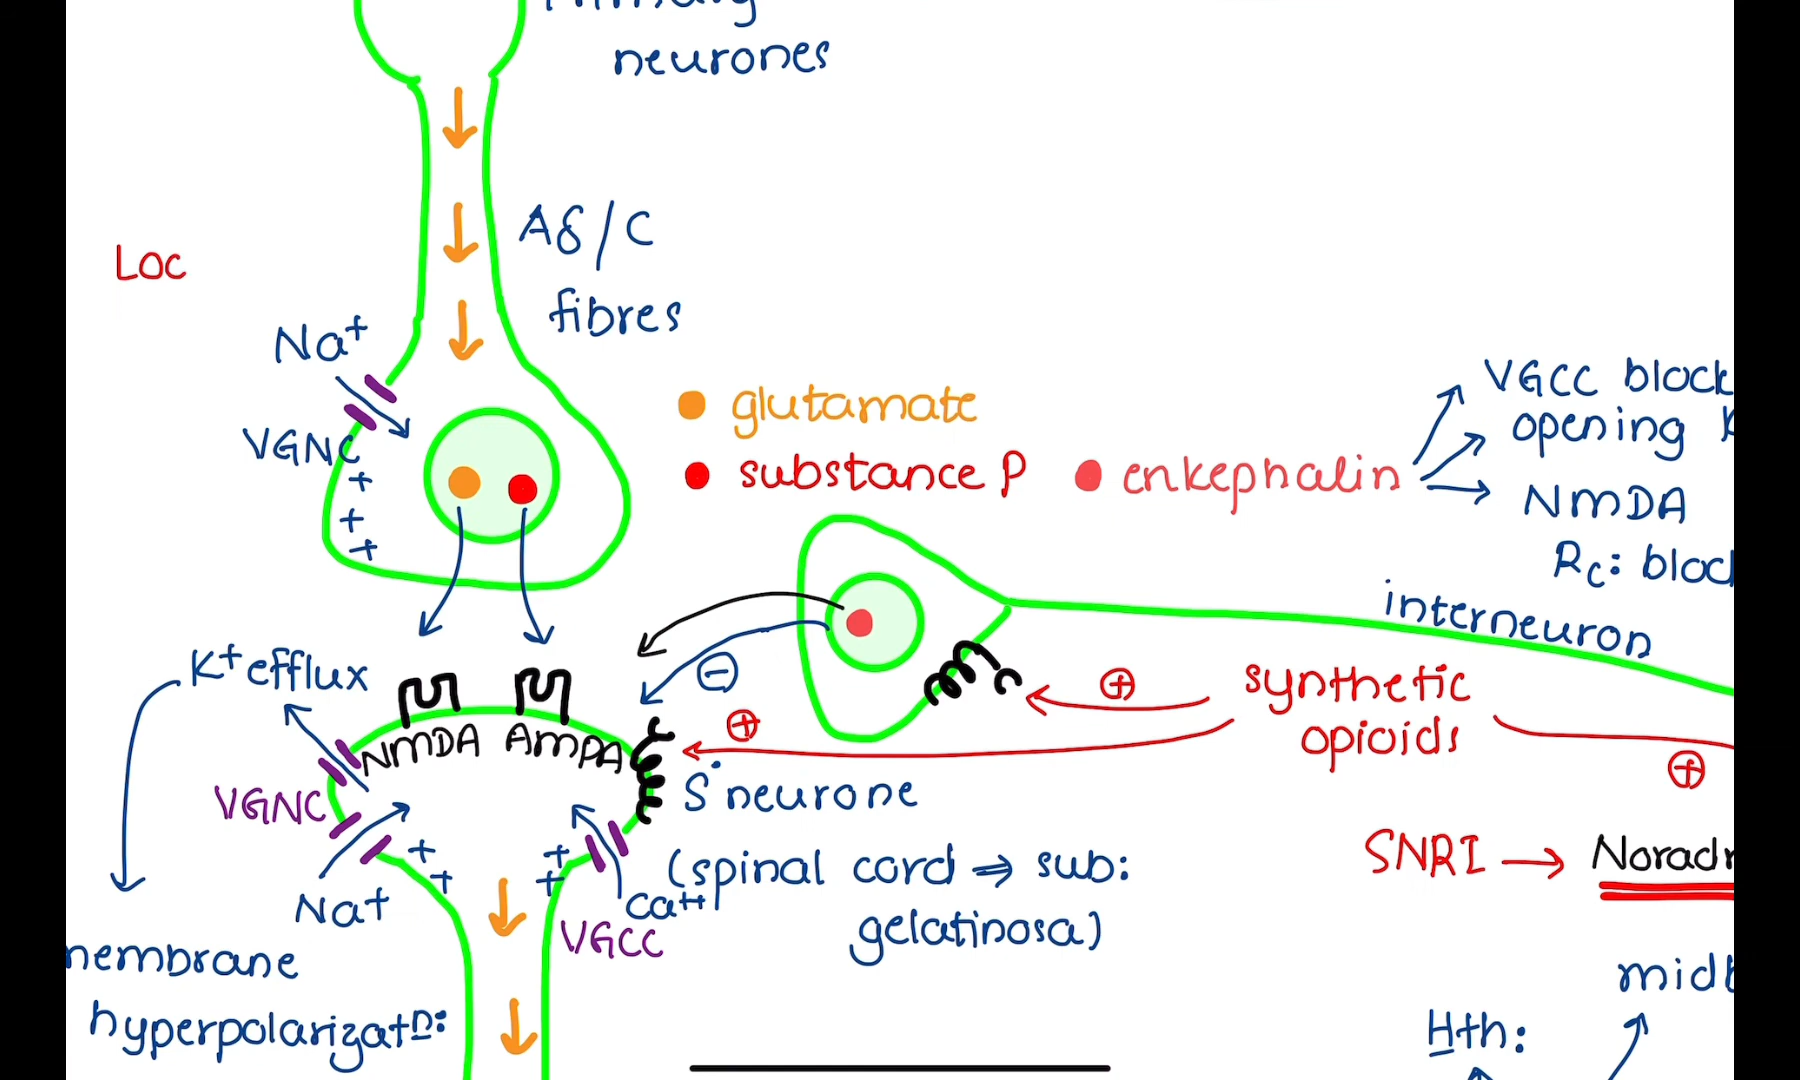 neurones
Aδ/C
fibres
Loc
Na+
VGNC
+
+
+
glutamate
substance P
enkephalin
VGCC block
opening K
NMDA
Rc: bloc
interneuron
K+ efflux
NMDA AMPA
VGNC
Na+
+
+
+
+
Ca++
VGCC
−
+
+
synthetic
opioids
+
S° neurone
(spinal cord ⇒ sub:
gelatinosa)
SNRI → Noradr
membrane
hyperpolarizatn:
Hth: